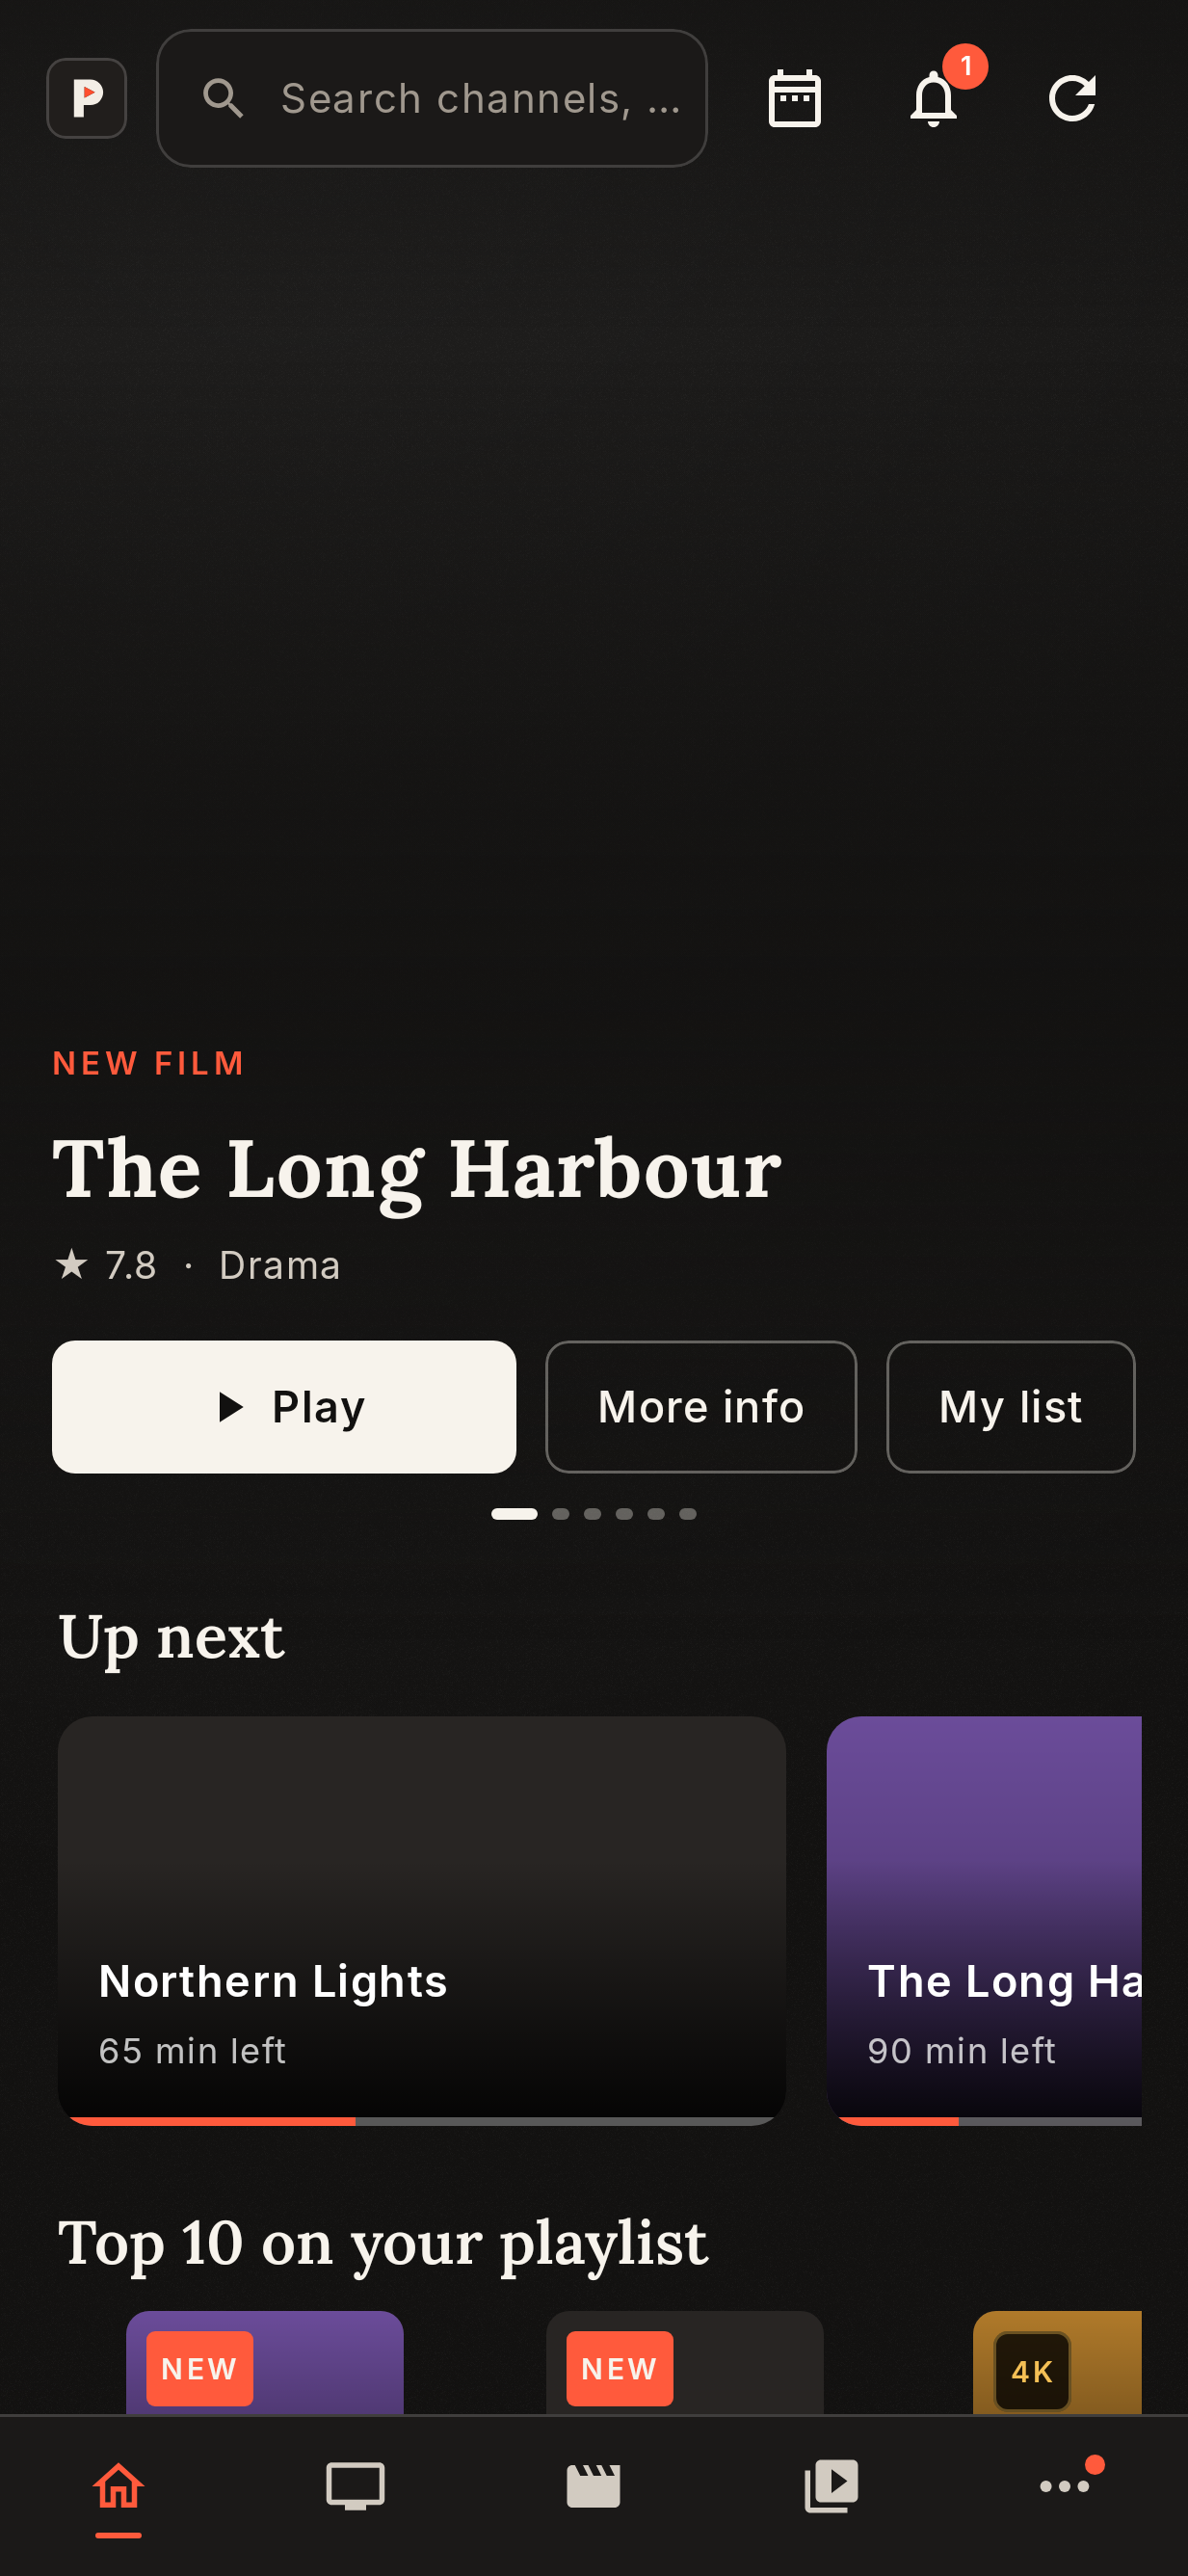 P
Search channels, ...
1
NEW FILM
The Long Harbour
★ 7.8 · Drama
Play
More info
My list
Up next
Northern Lights
65 min left
The Long Ha
90 min left
Top 10 on your playlist
NEW
NEW
4K